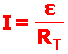 I = ε / R_T